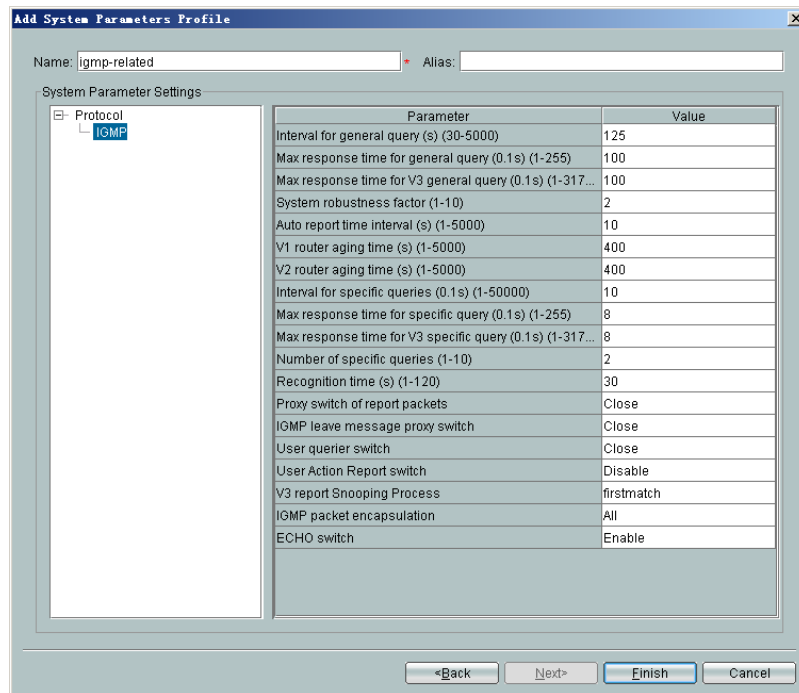 Add System Parameters Profile
Name: igmp-related * Alias:
System Parameter Settings
Protocol
IGMP
Parameter Value
Interval for general query (s) (30-5000) 125
Max response time for general query (0.1s) (1-255) 100
Max response time for V3 general query (0.1s) (1-317... 100
System robustness factor (1-10) 2
Auto report time interval (s) (1-5000) 10
V1 router aging time (s) (1-5000) 400
V2 router aging time (s) (1-5000) 400
Interval for specific queries (0.1s) (1-50000) 10
Max response time for specific query (0.1s) (1-255) 8
Max response time for V3 specific query (0.1s) (1-317... 8
Number of specific queries (1-10) 2
Recognition time (s) (1-120) 30
Proxy switch of report packets Close
IGMP leave message proxy switch Close
User querier switch Close
User Action Report switch Disable
V3 report Snooping Process firstmatch
IGMP packet encapsulation All
ECHO switch Enable
<Back Next> Finish Cancel